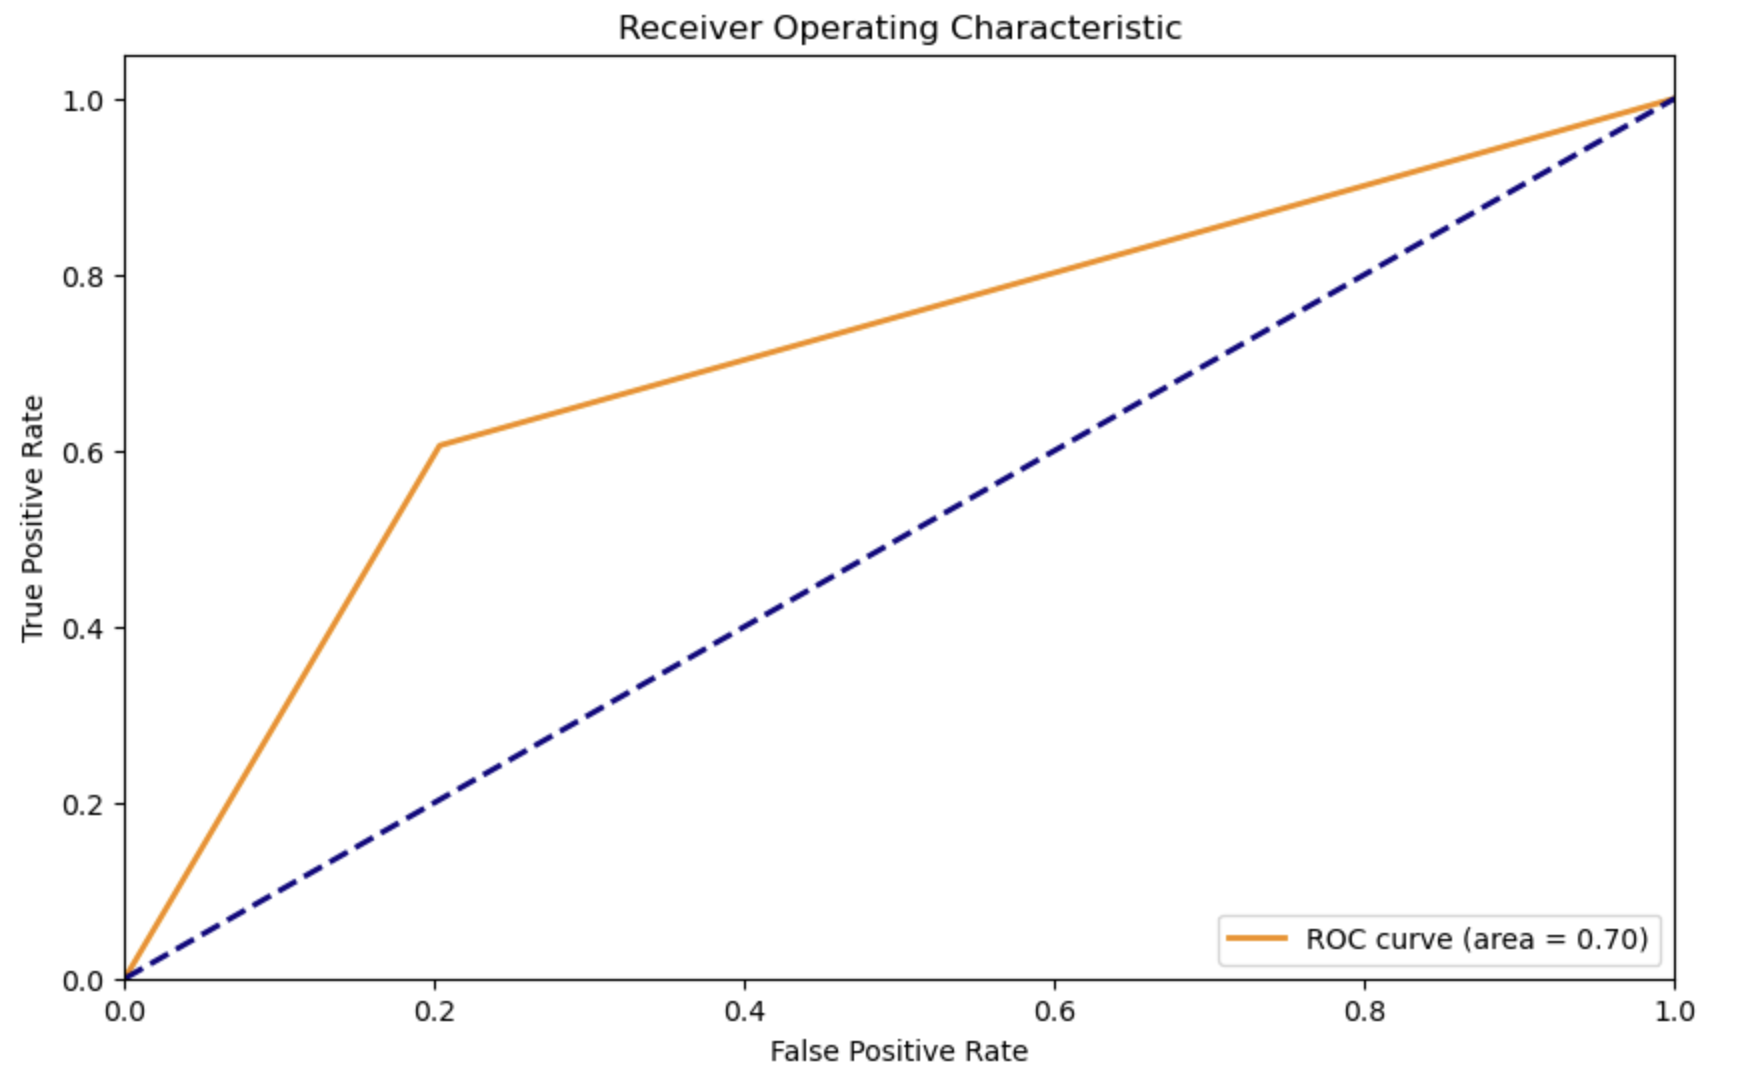 Receiver Operating Characteristic
1.0
0.8
0.6
0.4
0.2
0.0
True Positive Rate
ROC curve (area = 0.70)
0.0 0.2 0.4 0.6 0.8 1.0
False Positive Rate